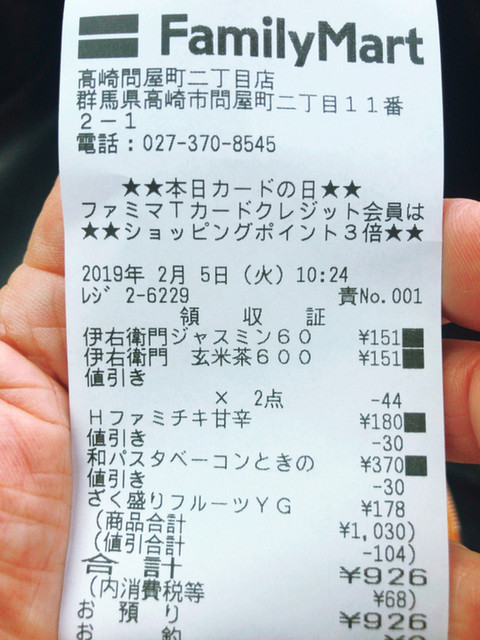 FamilyMart
高崎問屋町二丁目店
群馬県高崎市問屋町二丁目11番
2-1
電話:027-370-8545
★★本日カードの日★★
ファミマTカードクレジット会員は
★★ショッピングポイント3倍★★
2019年 2月 5日(火)10:24
レジ 2-6229 責No.001
領 収 証
伊右衛門ジャスミン60 ¥151■
伊右衛門 玄米茶600 ¥151■
値引き
× 2点 -44
Hファミチキ甘辛 ¥180■
値引き -30
和パスタベーコンときの ¥370■
値引き -30
ざく盛りフルーツYG ¥178
(商品合計 ¥1,030)
(値引合計 -104)
合 計 ¥926
(内消費税等 ¥68)
お 預 り ¥926
お 釣